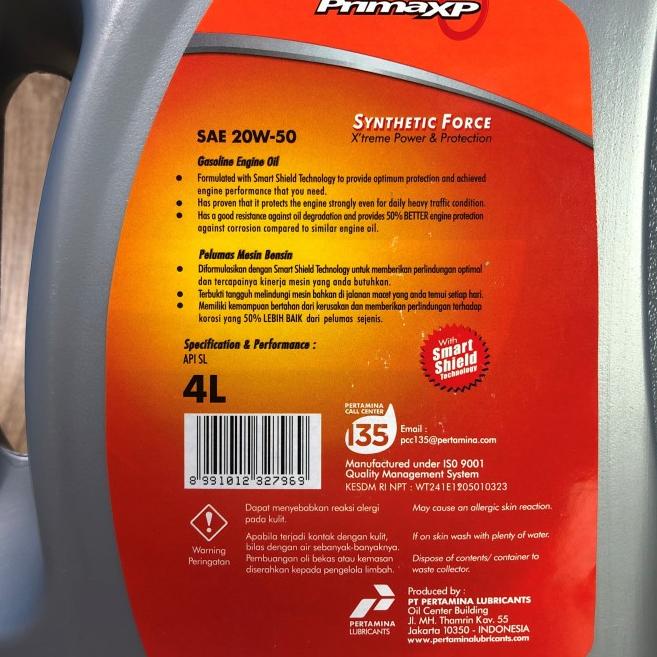 PrimaXP
SYNTHETIC FORCE
X'treme Power & Protection
SAE 20W-50
Gasoline Engine Oil
• Formulated with Smart Shield Technology to provide optimum protection and achieved
engine performance that you need.
• Has proven that it protects the engine strongly even for daily heavy traffic condition.
• Has a good resistance against oil degradation and provides 50% BETTER engine protection
against corrosion compared to similar engine oil.
Pelumas Mesin Bensin
• Diformulasikan dengan Smart Shield Technology untuk memberikan perlindungan optimal
dan tercapainya kinerja mesin yang anda butuhkan.
• Terbukti tangguh melindungi mesin bahkan di jalanan macet yang anda temui setiap hari.
• Memiliki kemampuan bertahan dari kerusakan dan memberikan perlindungan terhadap
korosi yang 50% LEBIH BAIK dari pelumas sejenis.
Specification & Performance :
API SL
4L
With
Smart
Shield
Technology
8 991012 327969
PERTAMINA
CALL CENTER
135
Email :
pcc135@pertamina.com
Manufactured under ISO 9001
Quality Management System
KESDM RI NPT : WT241E1205010323
Warning
Peringatan
Dapat menyebabkan reaksi alergi
pada kulit.
Apabila terjadi kontak dengan kulit,
bilas dengan air sebanyak-banyaknya.
Pembuangan oli bekas atau kemasan
diserahkan kepada pengelola limbah.
May cause an allergic skin reaction.
If on skin wash with plenty of water.
Dispose of contents/ container to
waste collector.
PERTAMINA
LUBRICANTS
Produced by :
PT PERTAMINA LUBRICANTS
Oil Center Building
Jl. MH. Thamrin Kav. 55
Jakarta 10350 - INDONESIA
www.pertaminalubricants.com